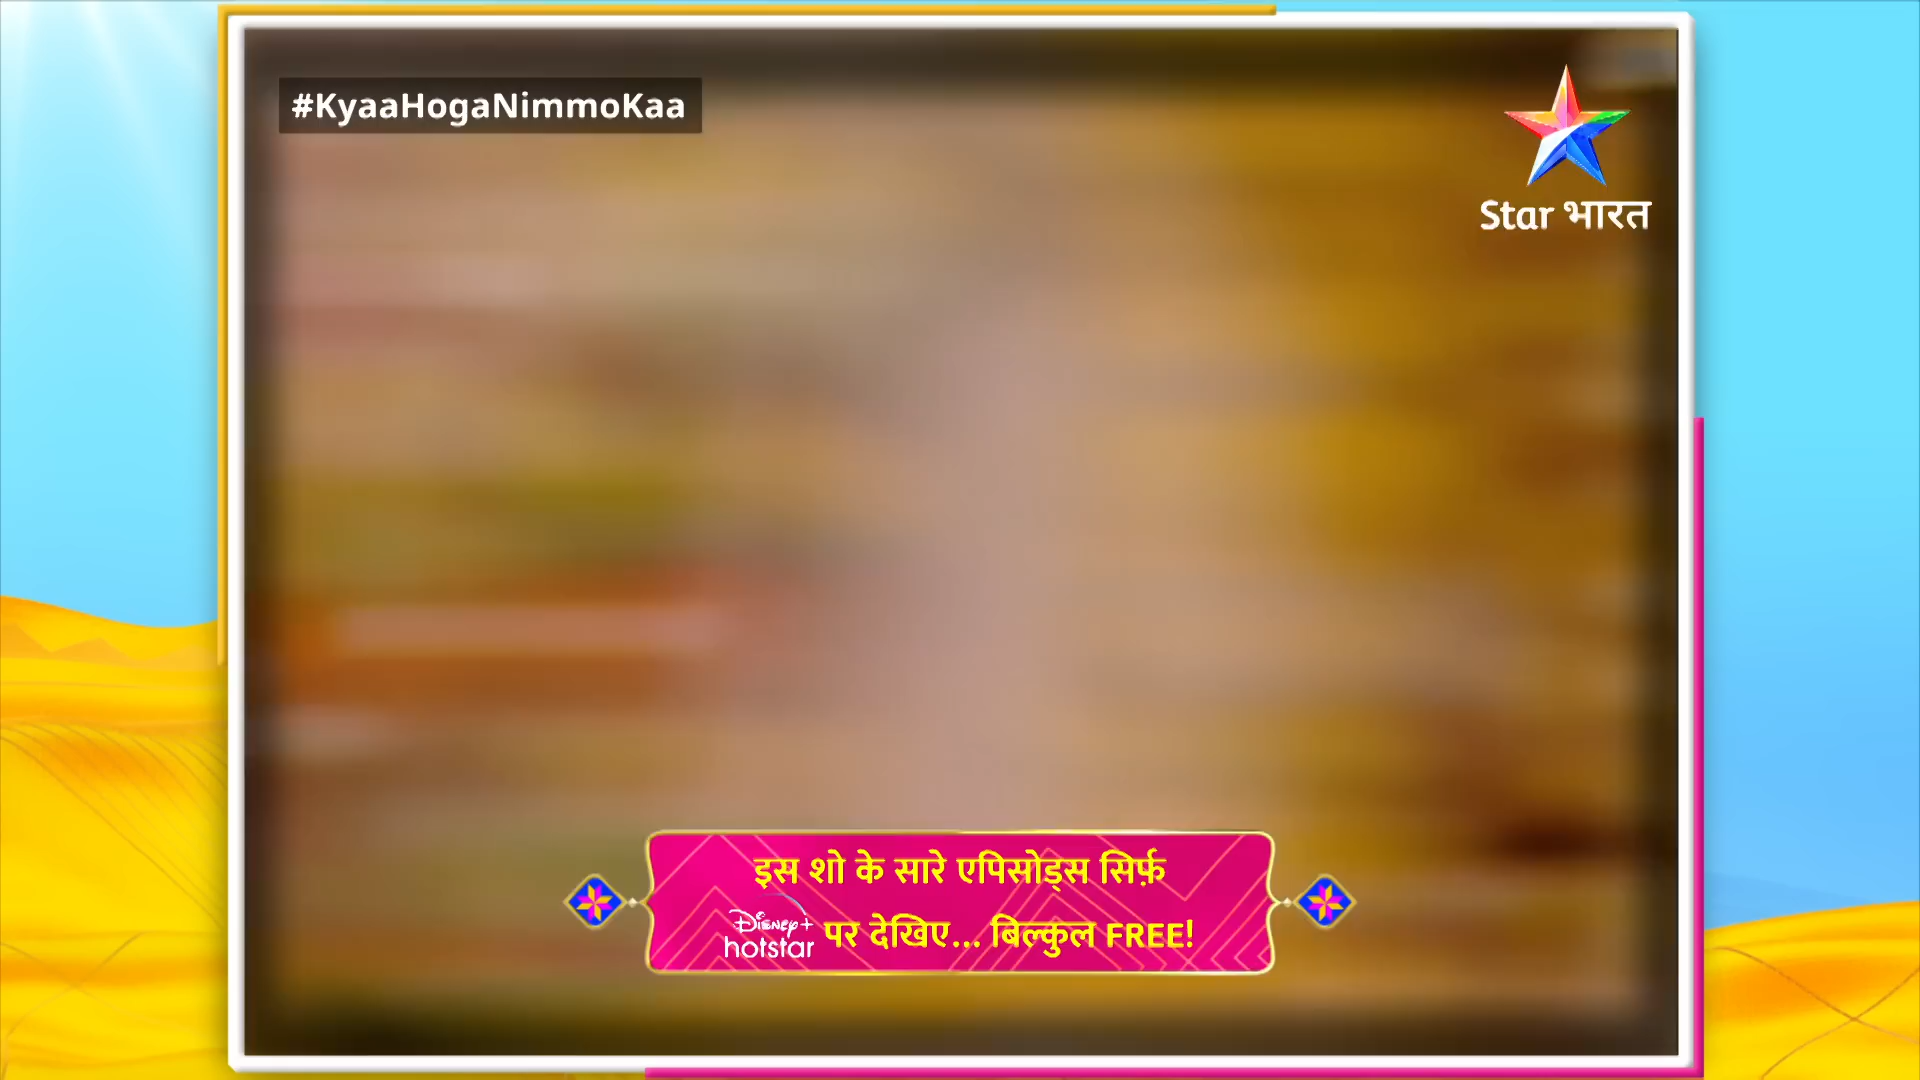 #KyaaHogaNimmoKaa
Star भारत
इस शो के सारे एपिसोड्स सिर्फ़
Disney+ hotstar पर देखिए... बिल्कुल FREE!